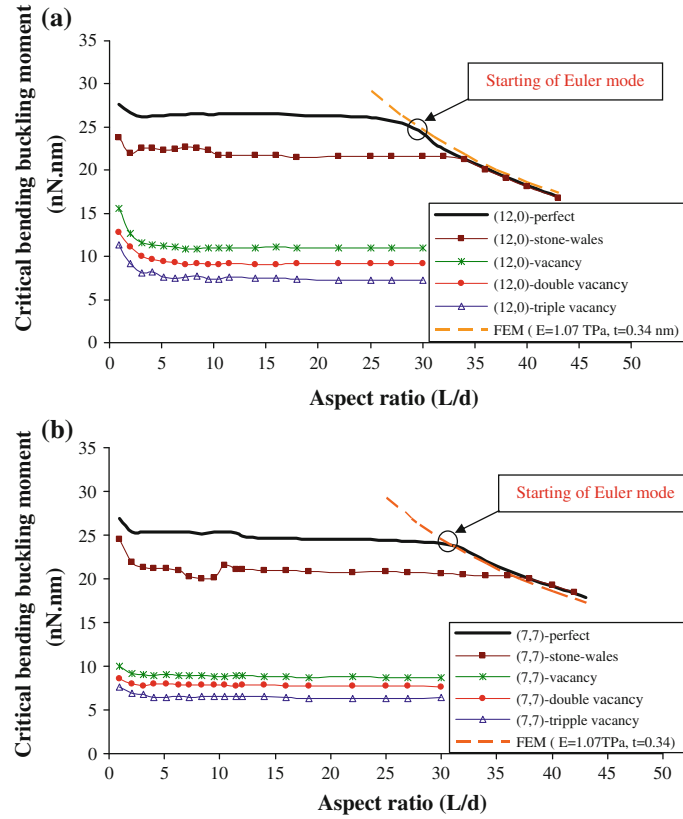 (a)
35
30
25
20
15
10
5
0
Critical bending buckling moment
(nN.nm)
Starting of Euler mode
(12,0)-perfect
(12,0)-stone-wales
(12,0)-vacancy
(12,0)-double vacancy
(12,0)-triple vacancy
FEM ( E=1.07 TPa, t=0.34 nm)
0 5 10 15 20 25 30 35 40 45 50
Aspect ratio (L/d)
(b)
35
30
25
20
15
10
5
0
Critical bending buckling moment
(nN.nm)
Starting of Euler mode
(7,7)-perfect
(7,7)-stone-wales
(7,7)-vacancy
(7,7)-double vacancy
(7,7)-tripple vacancy
FEM ( E=1.07TPa, t=0.34)
0 5 10 15 20 25 30 35 40 45 50
Aspect ratio (L/d)